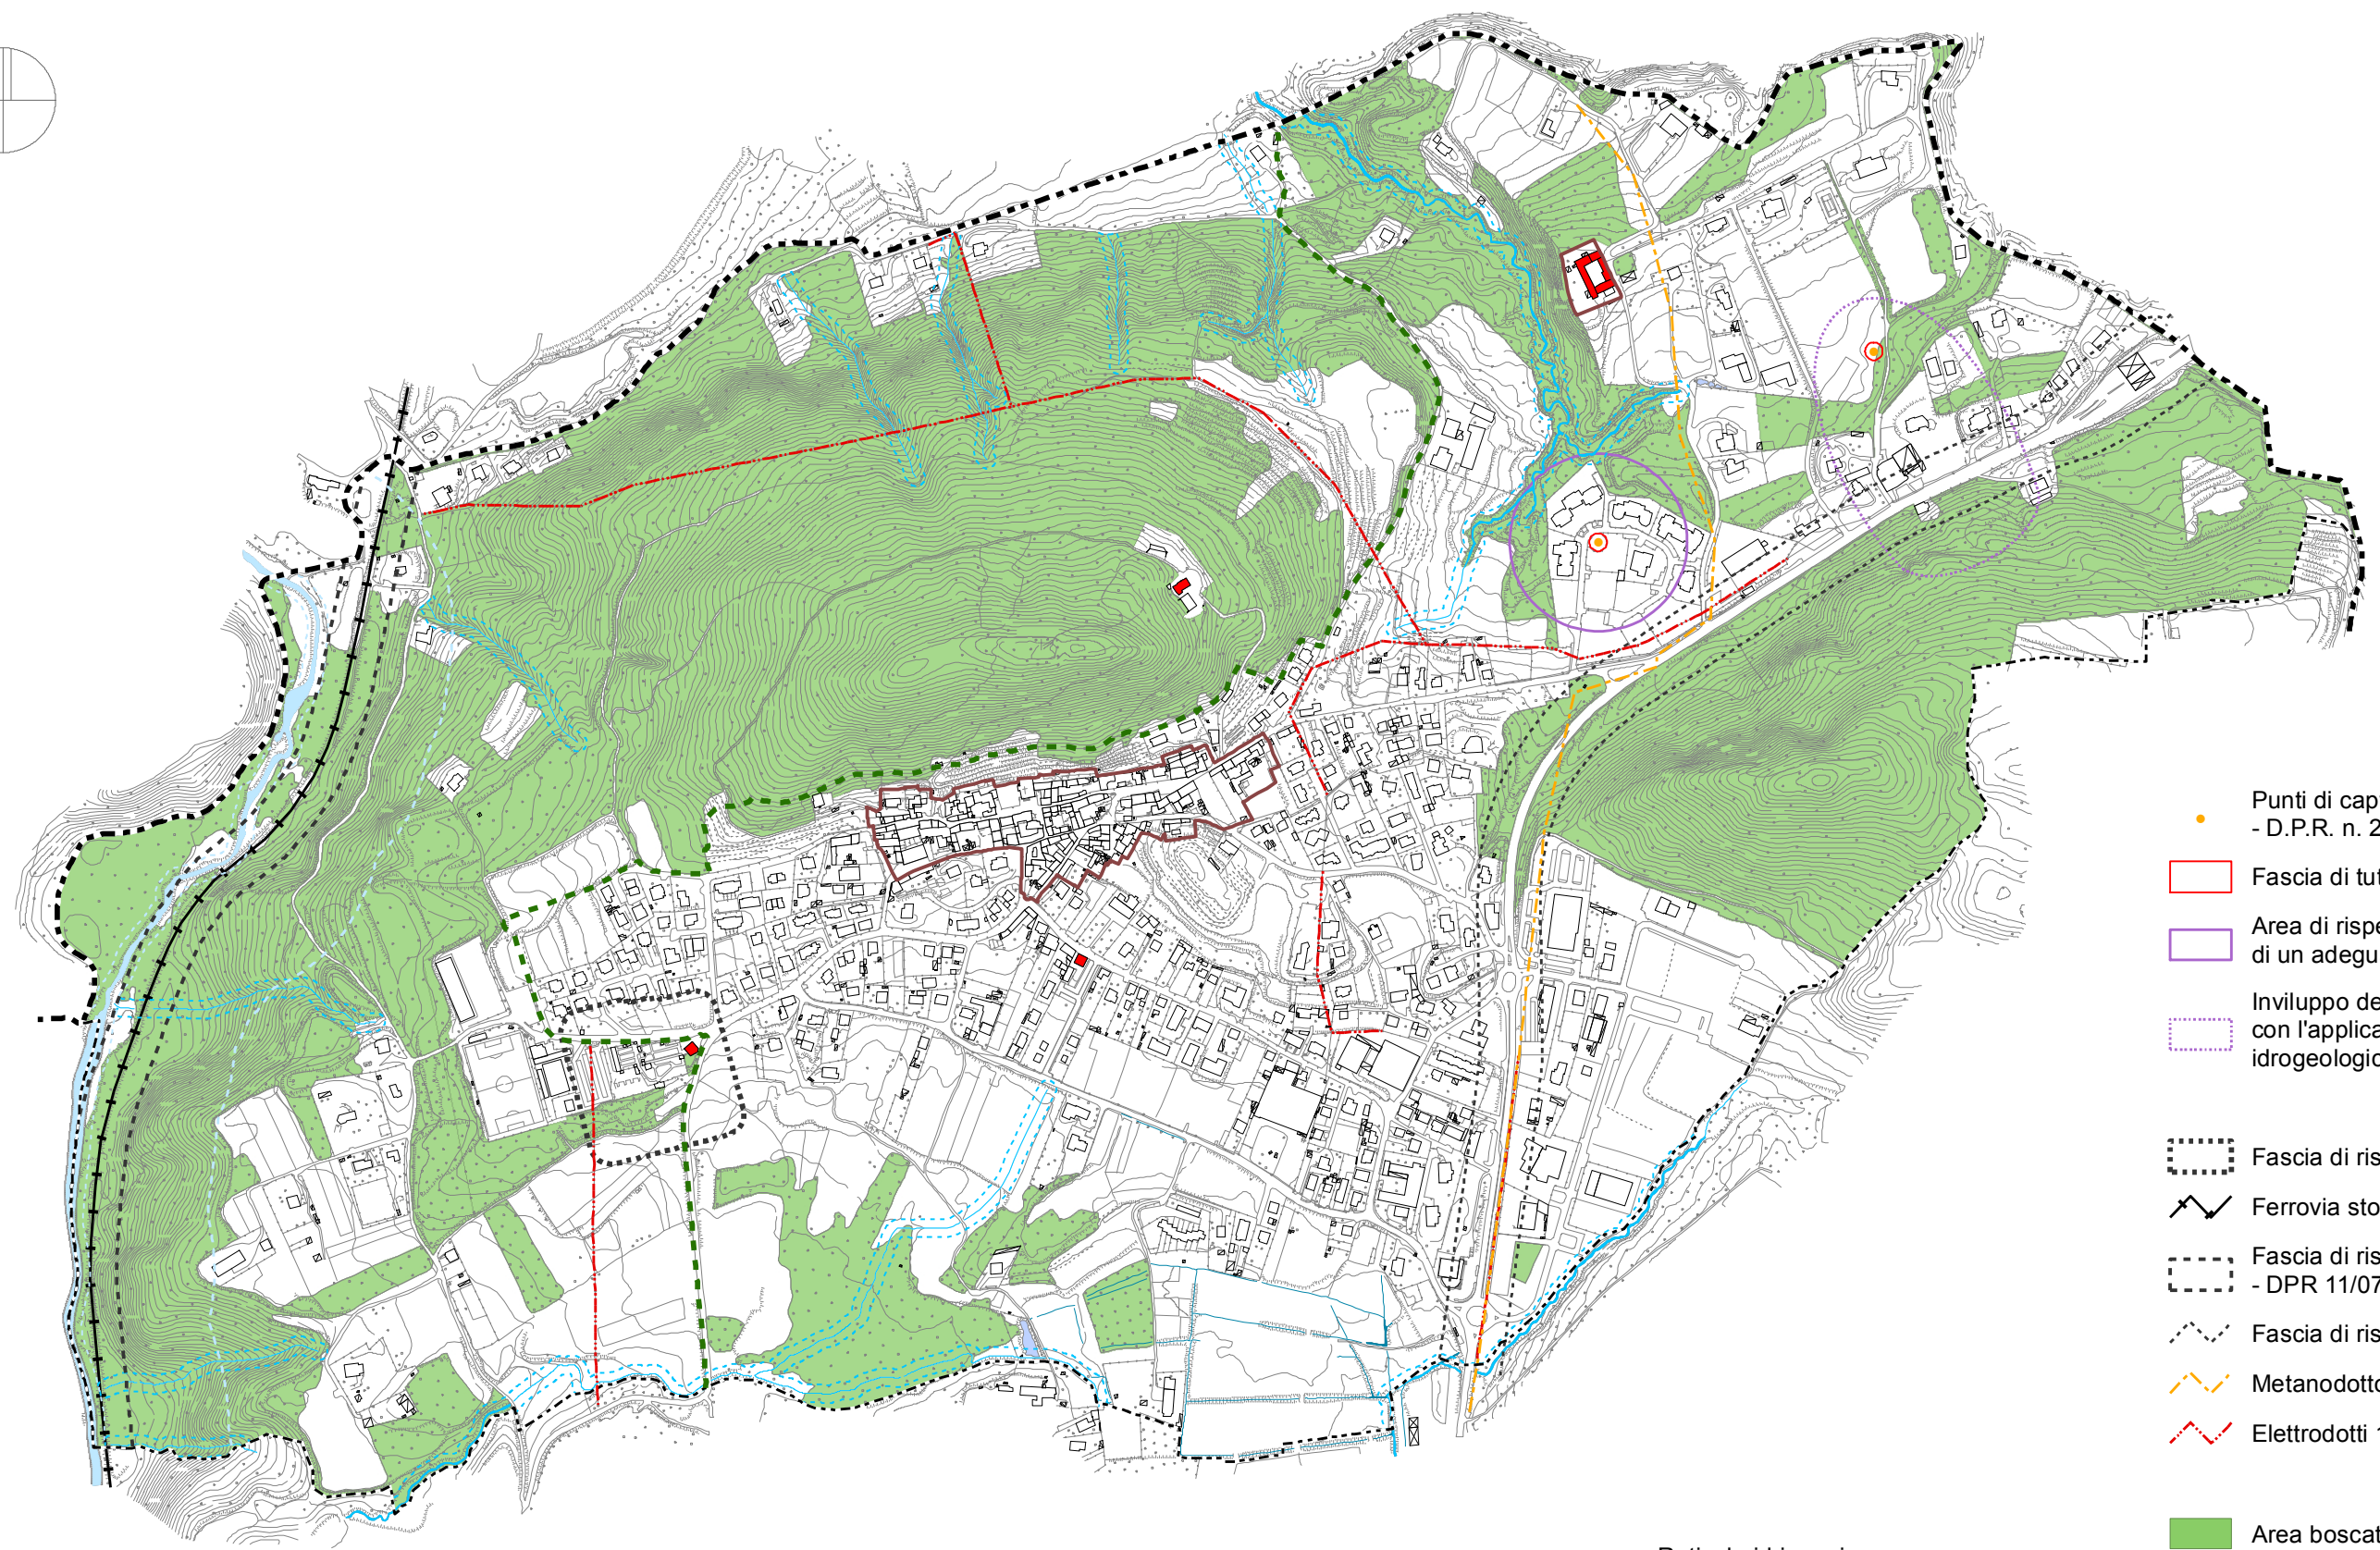 Punti di cap
- D.P.R. n. 2
Fascia di tut
Area di rispe
di un adegu
Inviluppo de
con l'applica
idrogeologic
Fascia di ris
Ferrovia sto
Fascia di ris
- DPR 11/07
Fascia di ris
Metanodotto
Elettrodotti 1
Area boscat